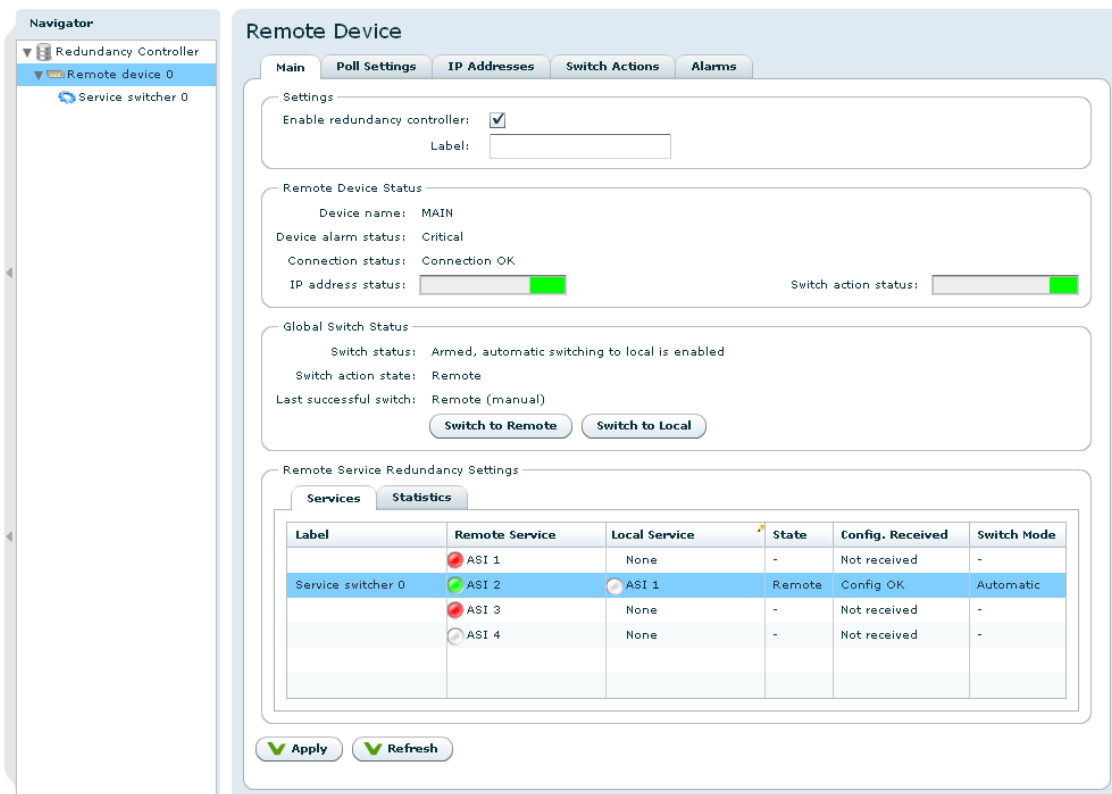 Navigator
Redundancy Controller
Remote device 0
Service switcher 0
Remote Device
Main Poll Settings IP Addresses Switch Actions Alarms
Settings
Enable redundancy controller:
Label:
Remote Device Status
Device name: MAIN
Device alarm status: Critical
Connection status: Connection OK
IP address status: Switch action status:
Global Switch Status
Switch status: Armed, automatic switching to local is enabled
Switch action state: Remote
Last successful switch: Remote (manual)
Switch to Remote Switch to Local
Remote Service Redundancy Settings
Services Statistics
Label Remote Service Local Service State Config. Received Switch Mode
ASI 1 None - Not received -
Service switcher 0 ASI 2 ASI 1 Remote Config OK Automatic
ASI 3 None - Not received -
ASI 4 None - Not received -
Apply Refresh